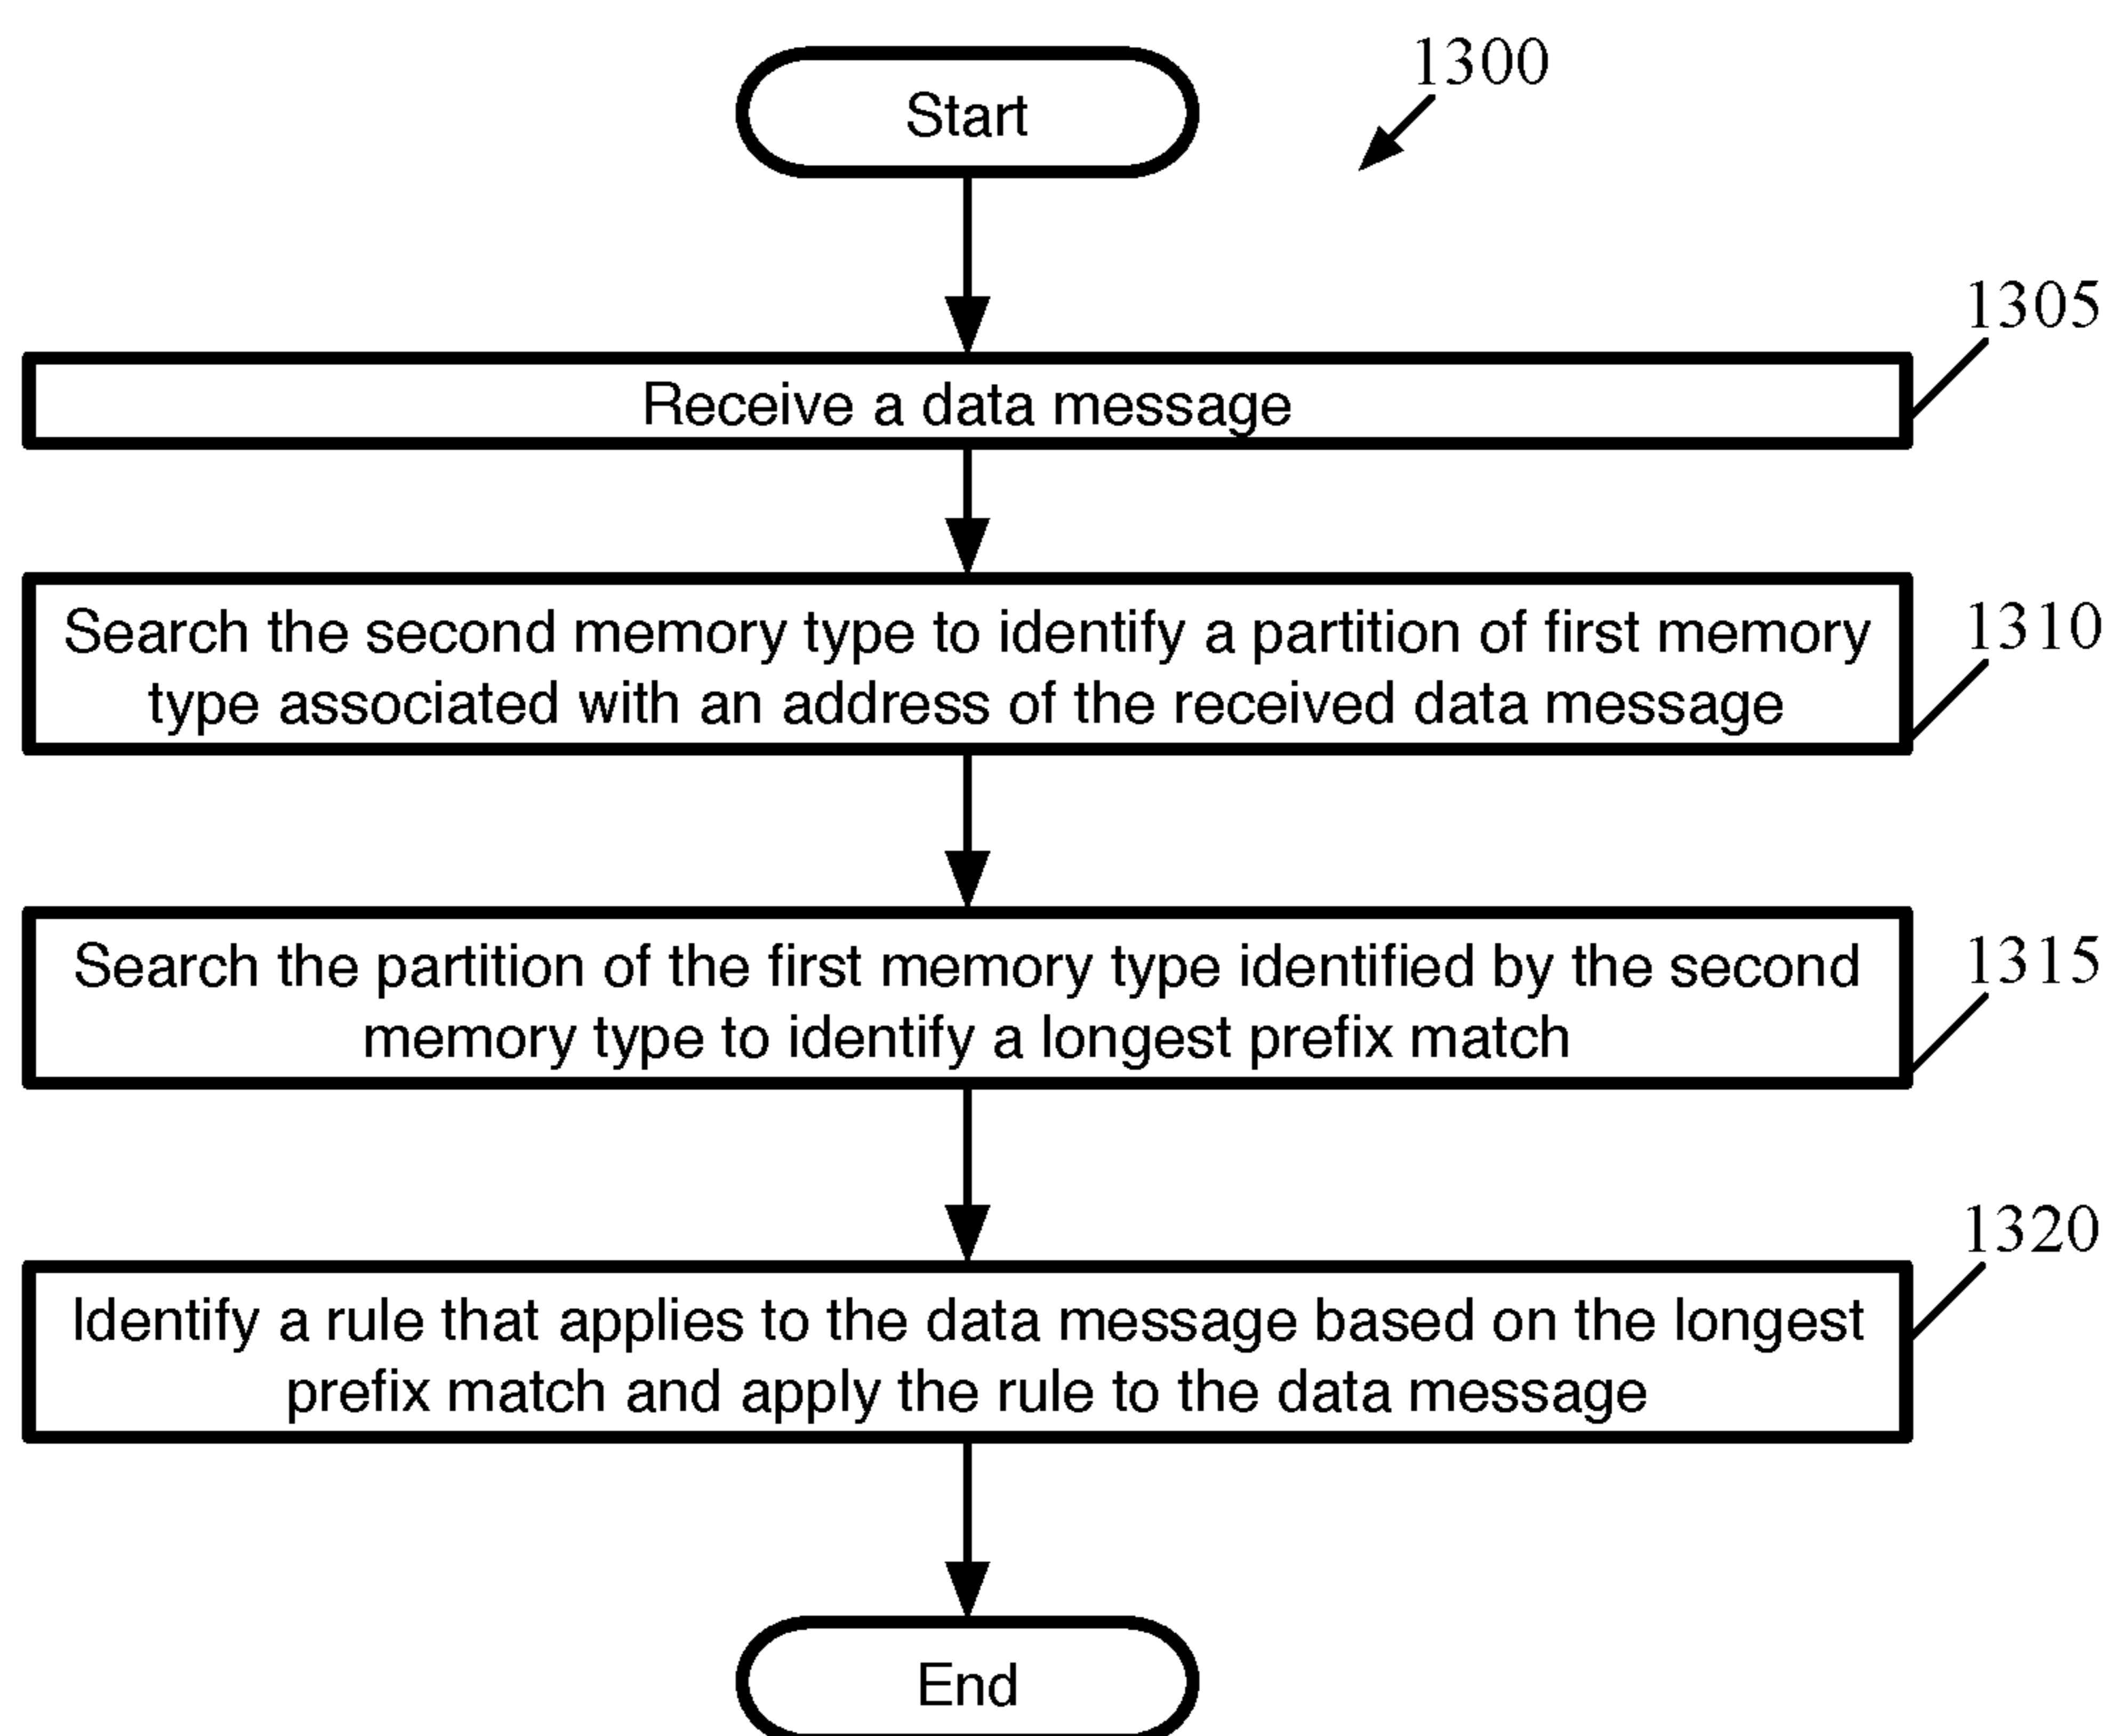 Start
1300
1305
Receive a data message
1310
Search the second memory type to identify a partition of first memory
type associated with an address of the received data message
1315
Search the partition of the first memory type identified by the second
memory type to identify a longest prefix match
1320
Identify a rule that applies to the data message based on the longest
prefix match and apply the rule to the data message
End